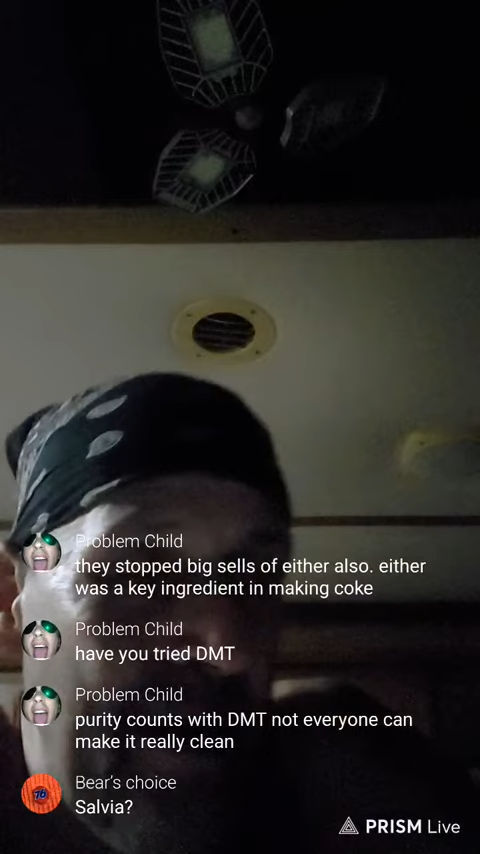 Problem Child
they stopped big sells of either also. either
was a key ingredient in making coke
Problem Child
have you tried DMT
Problem Child
purity counts with DMT not everyone can
make it really clean
Bear's choice
76
Salvia?
PRISM Live